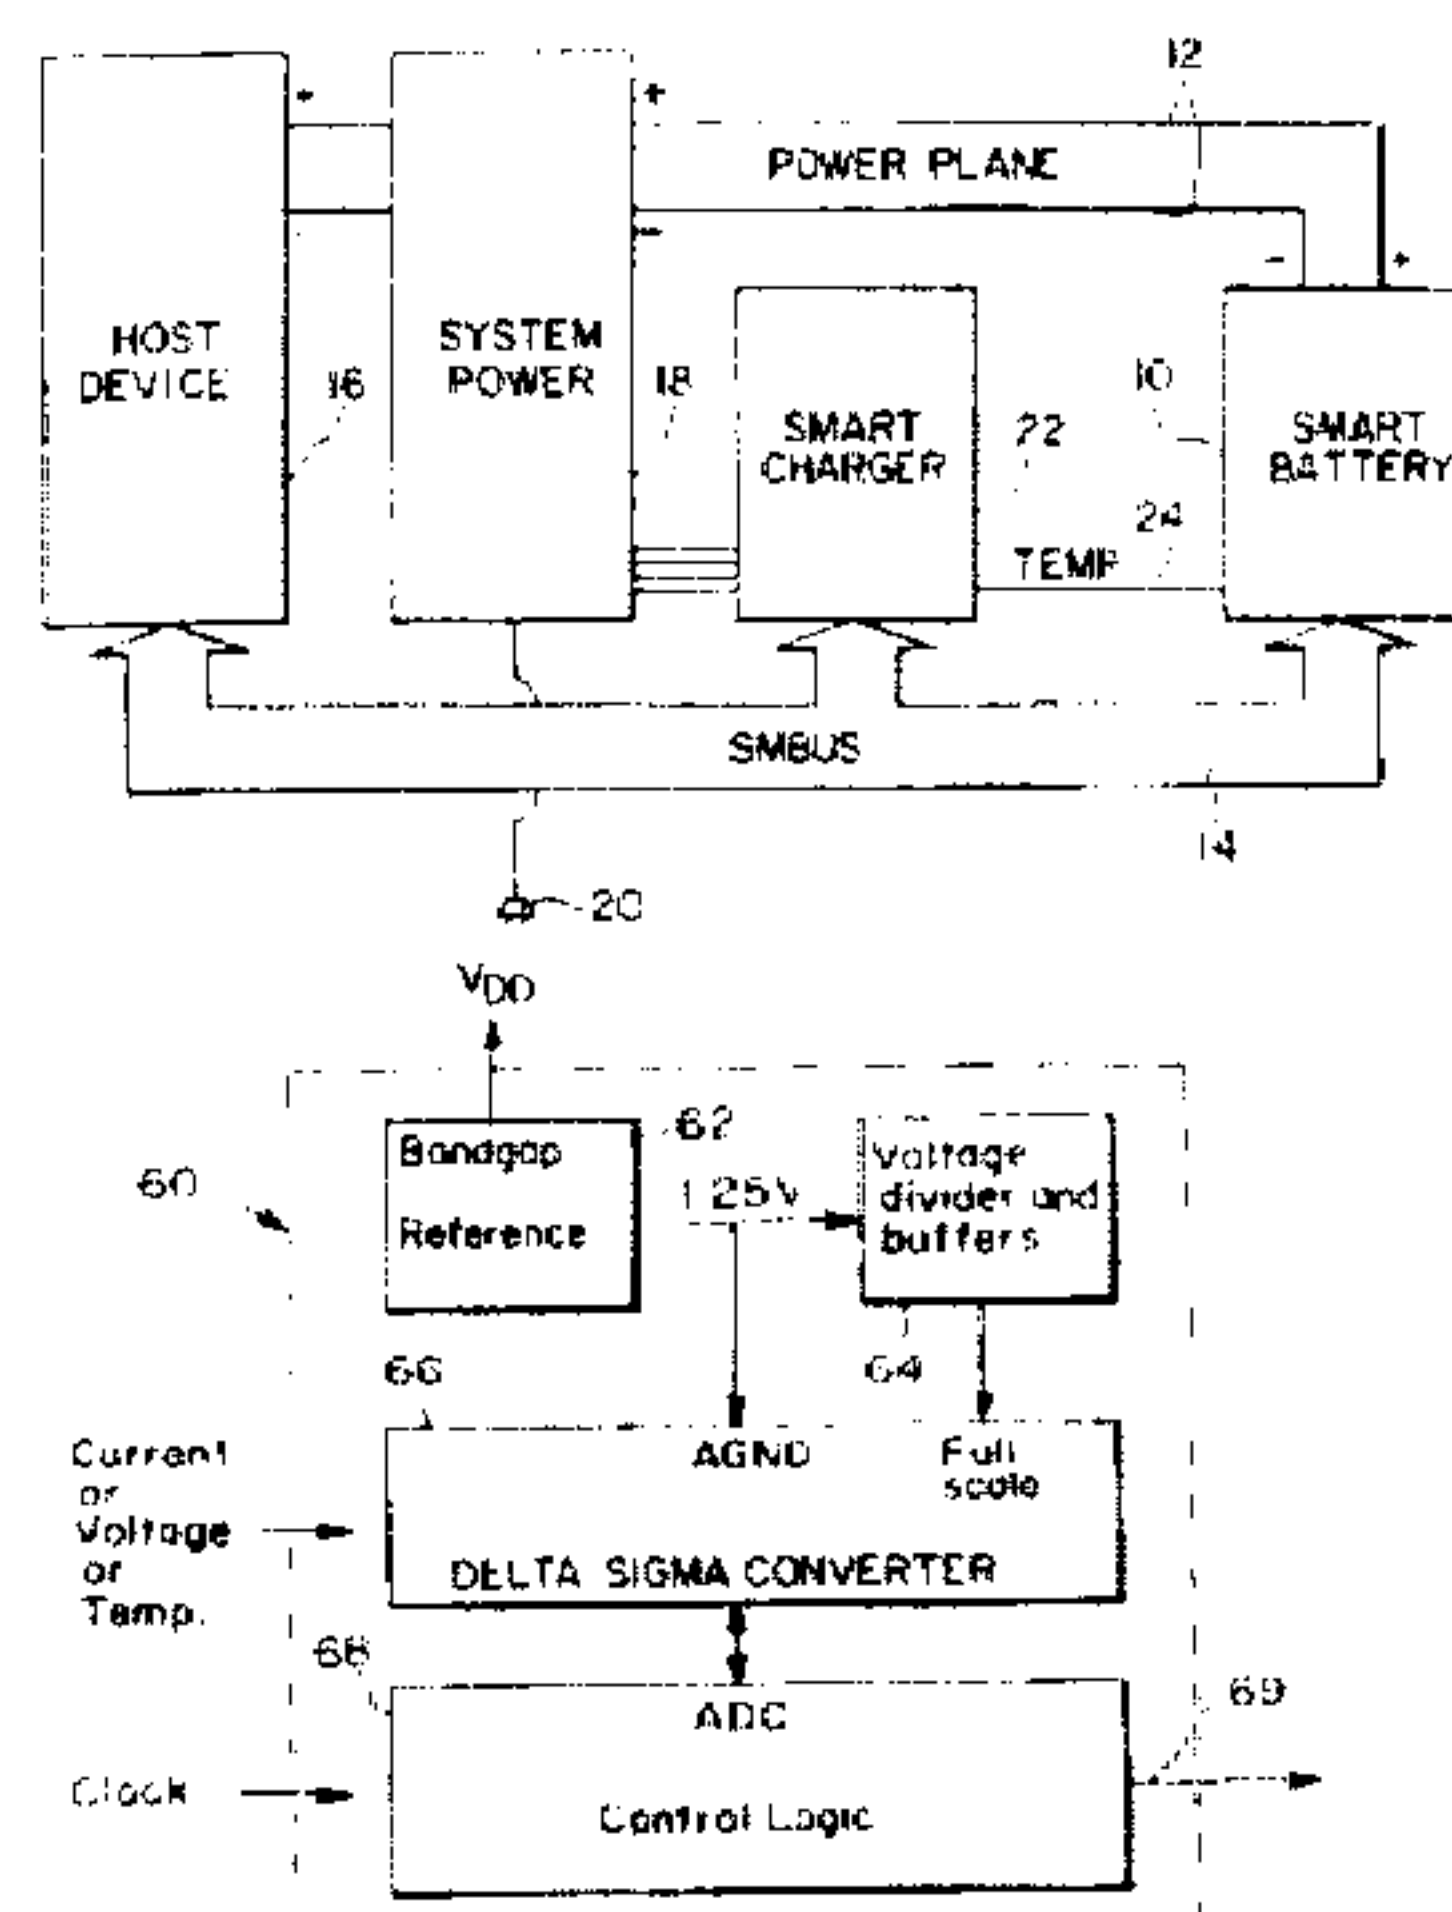 12
+
+
POWER PLANE
-
- +
HOST
DEVICE
16
SYSTEM
POWER
18
SMART
CHARGER
22
10
SMART
BATTERY
24
TEMP
SMBUS
14
20
VDD
60
Bandgap
Reference
62
1.25V
Voltage
divider and
buffers
66
64
AGND
Full
scale
Current
or
Voltage
or
Temp.
DELTA SIGMA CONVERTER
68
ADC
69
Clock
Control Logic